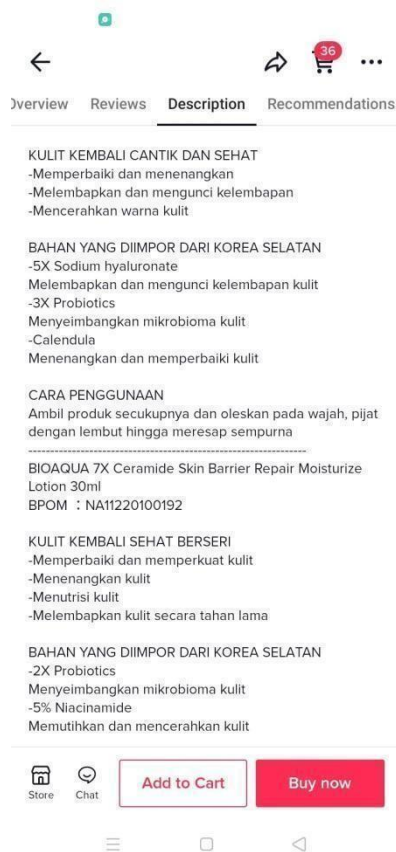 36
Overview Reviews Description Recommendations
KULIT KEMBALI CANTIK DAN SEHAT
-Memperbaiki dan menenangkan
-Melembapkan dan mengunci kelembapan
-Mencerahkan warna kulit
BAHAN YANG DIIMPOR DARI KOREA SELATAN
-5X Sodium hyaluronate
Melembapkan dan mengunci kelembapan kulit
-3X Probiotics
Menyeimbangkan mikrobioma kulit
-Calendula
Menenangkan dan memperbaiki kulit
CARA PENGGUNAAN
Ambil produk secukupnya dan oleskan pada wajah, pijat
dengan lembut hingga meresap sempurna
----------------------------------------------------------------
BIOAQUA 7X Ceramide Skin Barrier Repair Moisturize
Lotion 30ml
BPOM ：NA11220100192
KULIT KEMBALI SEHAT BERSERI
-Memperbaiki dan memperkuat kulit
-Menenangkan kulit
-Menutrisi kulit
-Melembapkan kulit secara tahan lama
BAHAN YANG DIIMPOR DARI KOREA SELATAN
-2X Probiotics
Menyeimbangkan mikrobioma kulit
-5% Niacinamide
Memutihkan dan mencerahkan kulit
Store Chat Add to Cart Buy now